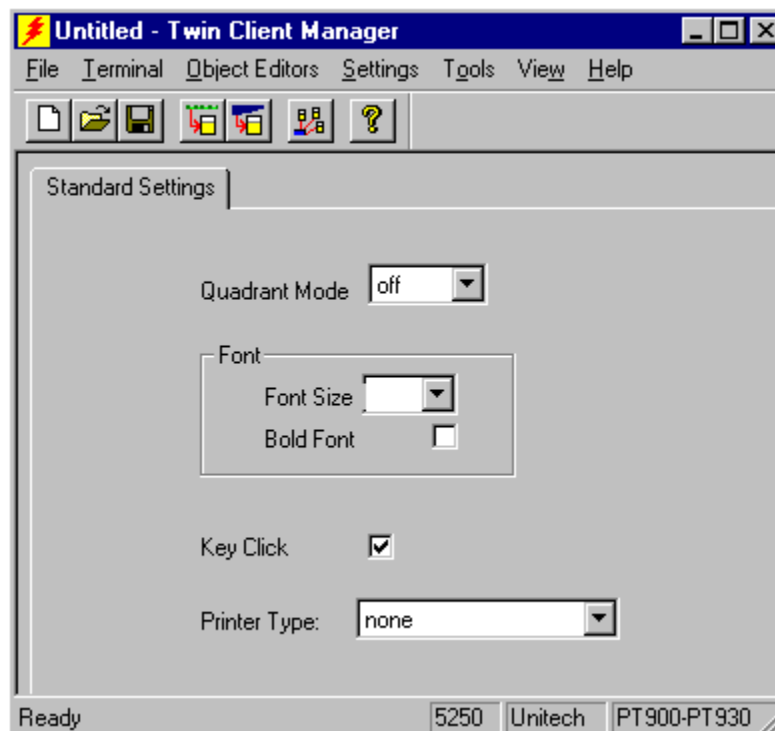 Untitled - Twin Client Manager
File Terminal Object Editors Settings Tools View Help
Standard Settings
Quadrant Mode off
Font
Font Size
Bold Font
Key Click
Printer Type: none
Ready 5250 Unitech PT900-PT930